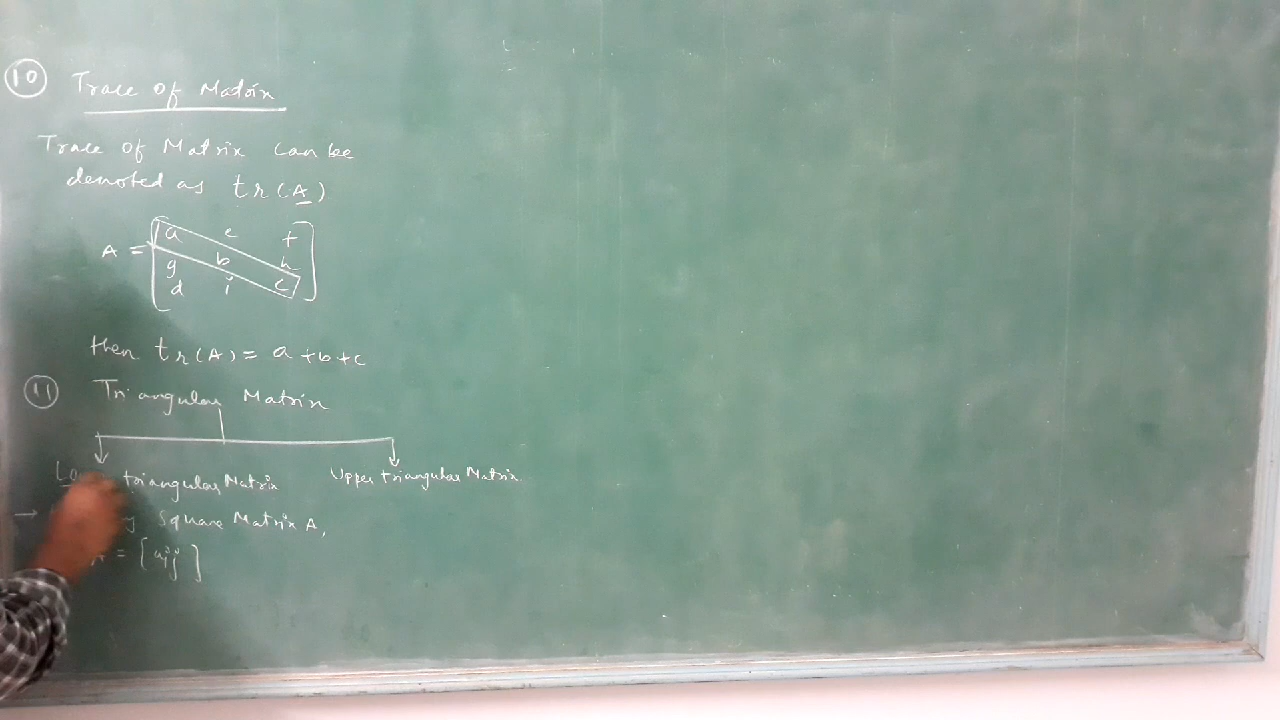 10 Trace of Matrix
Trace of Matrix can be
denoted as tr(A)
a e f
A = g b h
d i c
then tr(A) = a+b+c
11 Triangular Matrix
triangular Matrix Upper triangular Matrix
→ Square Matrix A,
A = [aij]